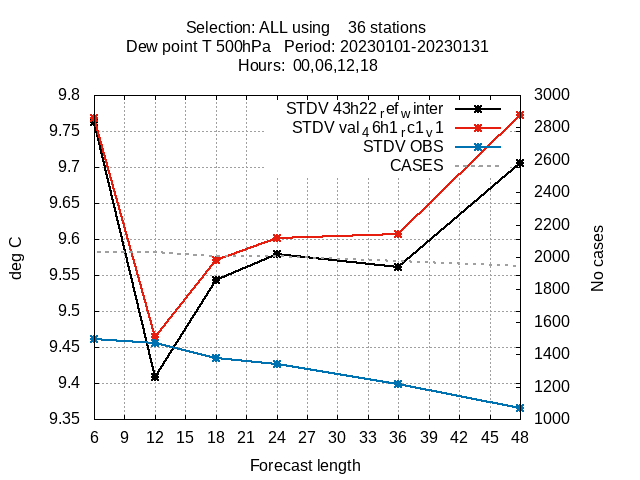 Selection: ALL using 36 stations
Dew point T 500hPa Period: 20230101-20230131
Hours: 00,06,12,18
STDV 43h22ref winter
STDV val46h1rc1v1
STDV OBS
CASES
9.8
9.75
9.7
9.65
9.6
9.55
9.5
9.45
9.4
9.35
deg C
3000
2800
2600
2400
2200
2000
1800
1600
1400
1200
1000
No cases
6 9 12 15 18 21 24 27 30 33 36 39 42 45 48
Forecast length